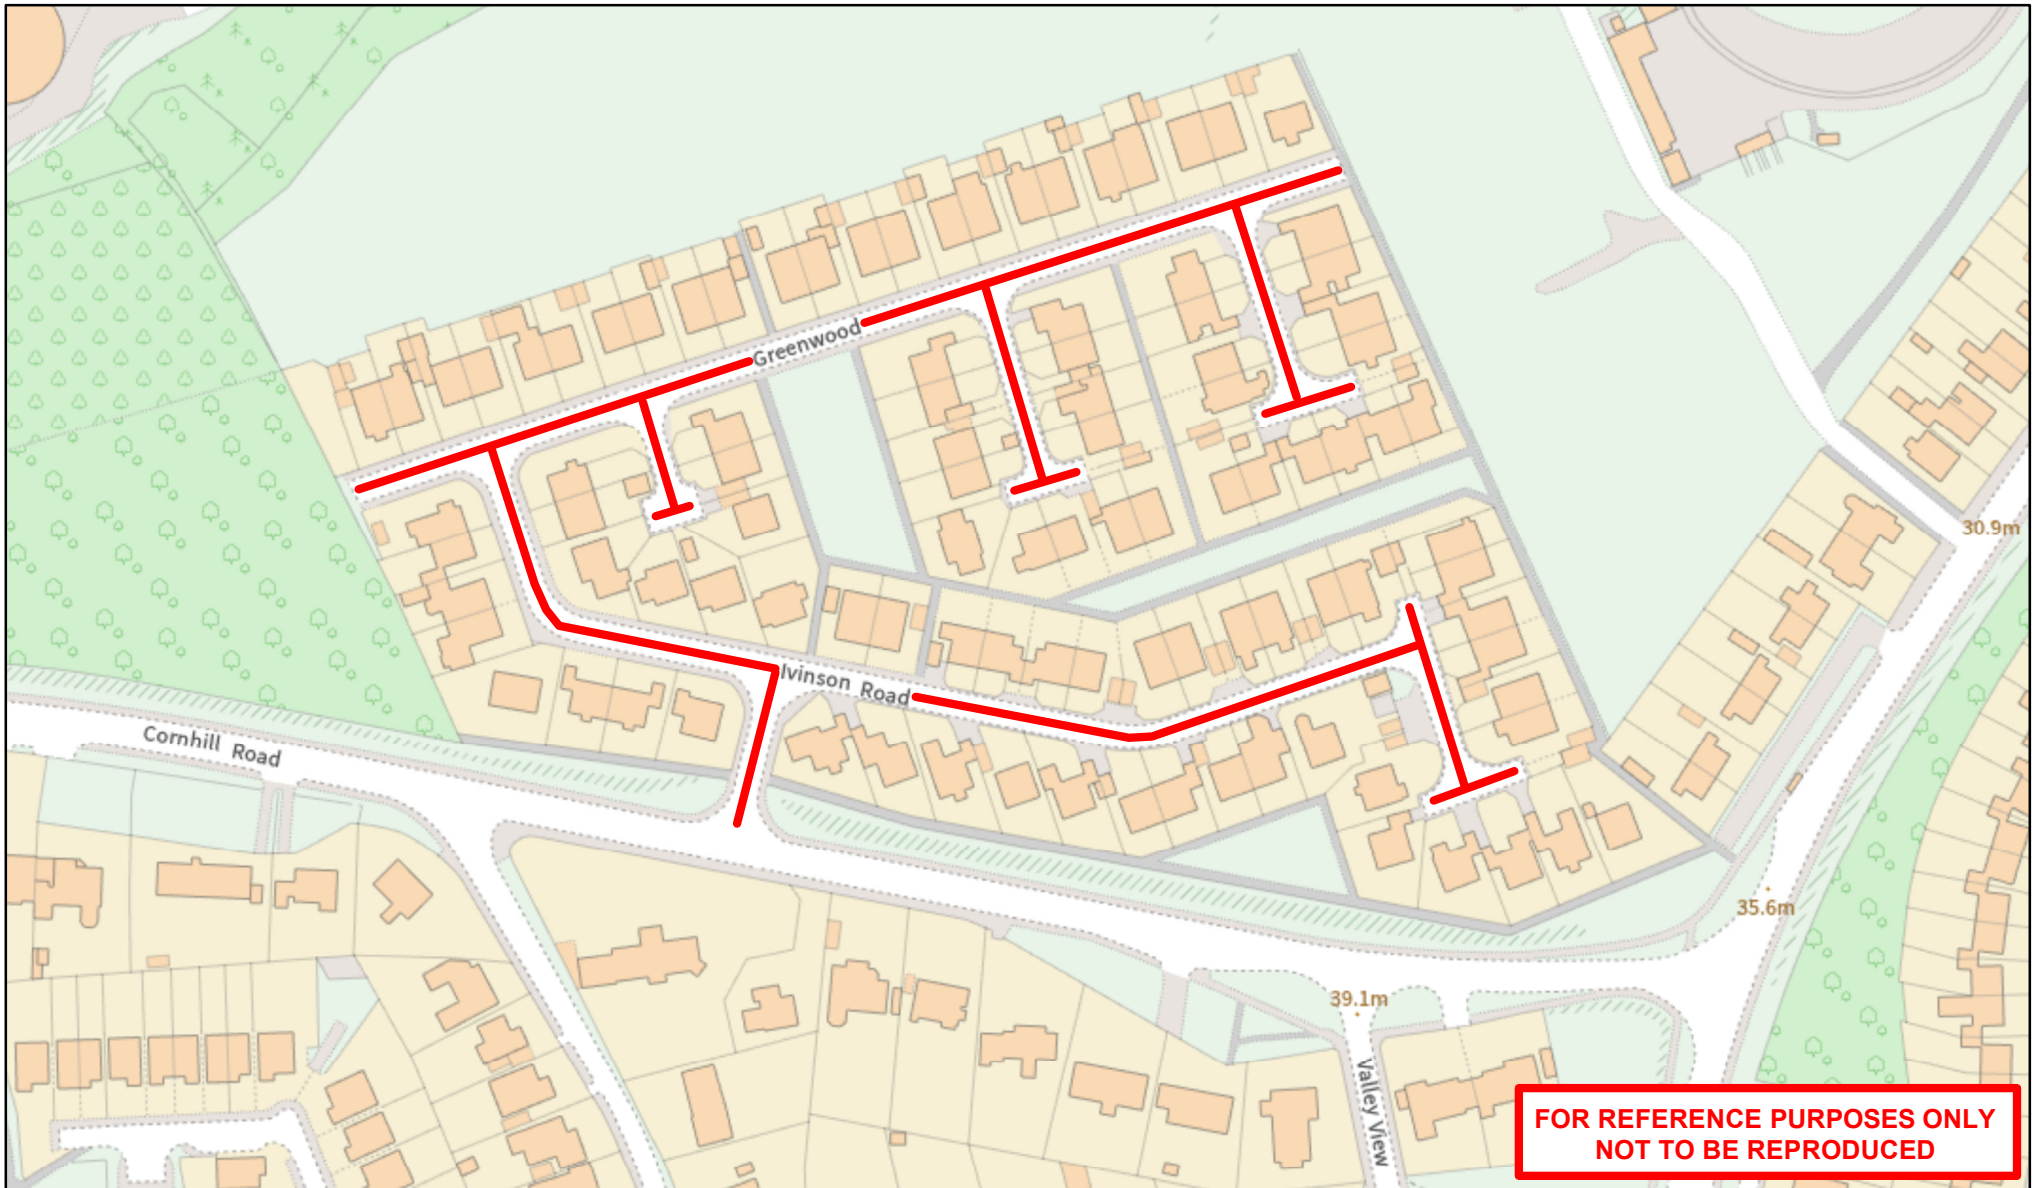 Greenwood
Ivinson Road
Cornhill Road
30.9m
35.6m
39.1m
Valley View
FOR REFERENCE PURPOSES ONLY
NOT TO BE REPRODUCED